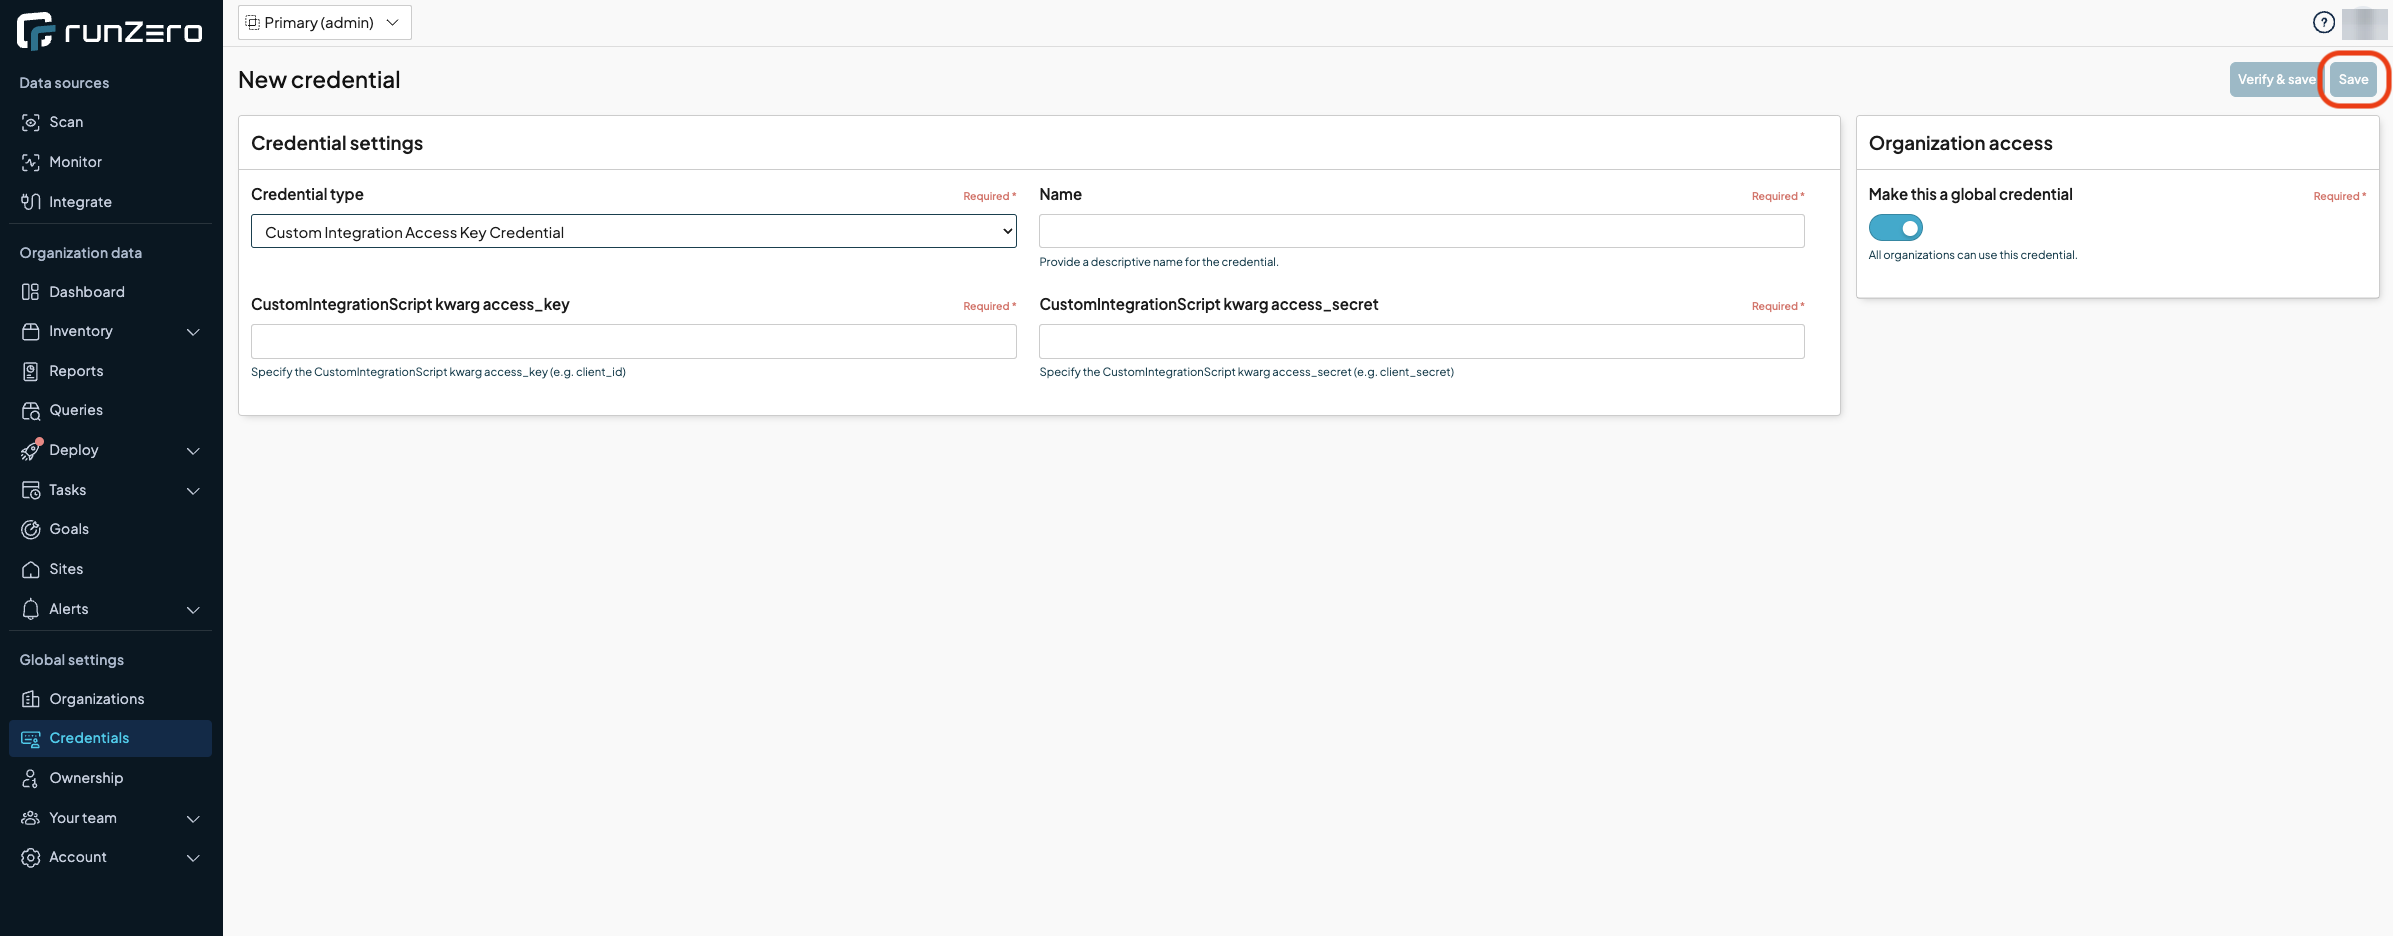 runZero
Primary (admin)
?
New credential
Verify & save
Save
Data sources
Scan
Monitor
Integrate
Organization data
Dashboard
Inventory
Reports
Queries
Deploy
Tasks
Goals
Sites
Alerts
Global settings
Organizations
Credentials
Ownership
Your team
Account
Credential settings
Credential type
Required *
Custom Integration Access Key Credential
Name
Required *
Provide a descriptive name for the credential.
CustomIntegrationScript kwarg access_key
Required *
Specify the CustomIntegrationScript kwarg access_key (e.g. client_id)
CustomIntegrationScript kwarg access_secret
Required *
Specify the CustomIntegrationScript kwarg access_secret (e.g. client_secret)
Organization access
Make this a global credential
Required *
All organizations can use this credential.